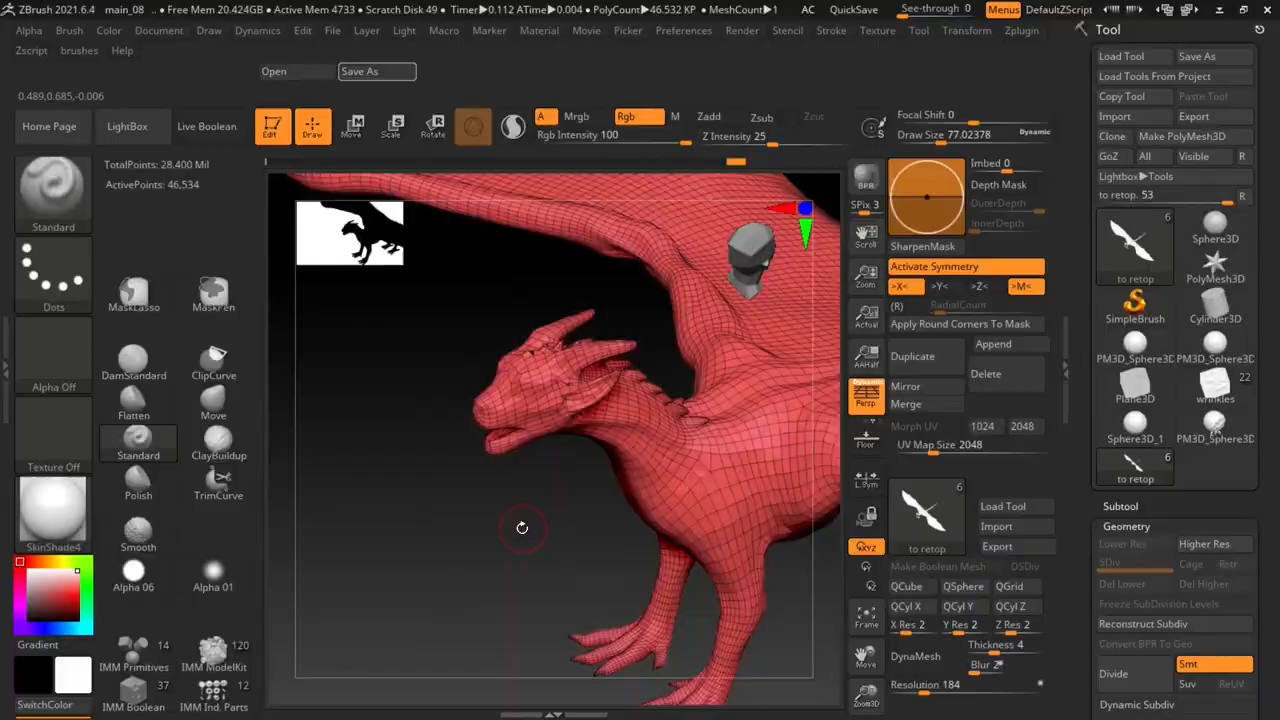 ZBrush 2021.6.4 main_08 .. • Free Mem 20.424GB • Active Mem 4733 • Scratch Disk 49 • Timer▶0.112 ATime▶0.004 • PolyCount▶46.532 KP • MeshCount▶1 AC QuickSave See-through 0 Menus DefaultZScript
Alpha Brush Color Document Draw Dynamics Edit File Layer Light Macro Marker Material Movie Picker Preferences Render Stencil Stroke Texture Tool Transform Zplugin
Zscript brushes Help
Open Save As
0.489,0.685,-0.006
Home Page LightBox Live Boolean
Edit Draw Move Scale Rotate
A Mrgb Rgb M Zadd Zsub Zcut
Rgb Intensity 100 Z Intensity 25
Focal Shift 0
Draw Size 77.02378 Dynamic
TotalPoints: 28.400 Mil
ActivePoints: 46,534
Standard
Dots
MaskLasso MaskPen
Alpha Off
DamStandard ClipCurve
Flatten Move
Standard ClayBuildup
Texture Off
Polish TrimCurve
SkinShade4
Smooth
Alpha 06 Alpha 01
Gradient
14 120
IMM Primitives IMM ModelKit
37 12
IMM Boolean IMM Ind. Parts
SwitchColor
BPR
SPix 3
Scroll
Zoom
Actual
AAHalf
Dynamic
Persp
Floor
L.Sym
XYZ
Frame
Move
Zoom3D
Imbed 0
Depth Mask
OuterDepth
InnerDepth
SharpenMask
Activate Symmetry
>X< >Y< >Z< >M<
(R) RadialCount
Apply Round Corners To Mask
Duplicate Append
Delete
Mirror
Merge
Morph UV 1024 2048
UV Map Size 2048
6
to retop
Load Tool
Import
Export
Make Boolean Mesh DSDiv
QCube QSphere QGrid
QCyl X QCyl Y QCyl Z
X Res 2 Y Res 2 Z Res 2
DynaMesh Thickness 4
Blur 2
Resolution 184
Tool
Load Tool Save As
Load Tools From Project
Copy Tool Paste Tool
Import Export
Clone Make PolyMesh3D
GoZ All Visible R
Lightbox▶Tools
to retop. 53 R
6
to retop Sphere3D
PolyMesh3D
SimpleBrush Cylinder3D
PM3D_Sphere3D PM3D_Sphere3D
22
Plane3D wrinkles
Sphere3D_1 PM3D_Sphere3D
6
to retop
Subtool
Geometry
Lower Res Higher Res
SDiv Cage Rstr
Del Lower Del Higher
Freeze SubDivision Levels
Reconstruct Subdiv
Convert BPR To Geo
Divide Smt
Suv ReUV
Dynamic Subdiv